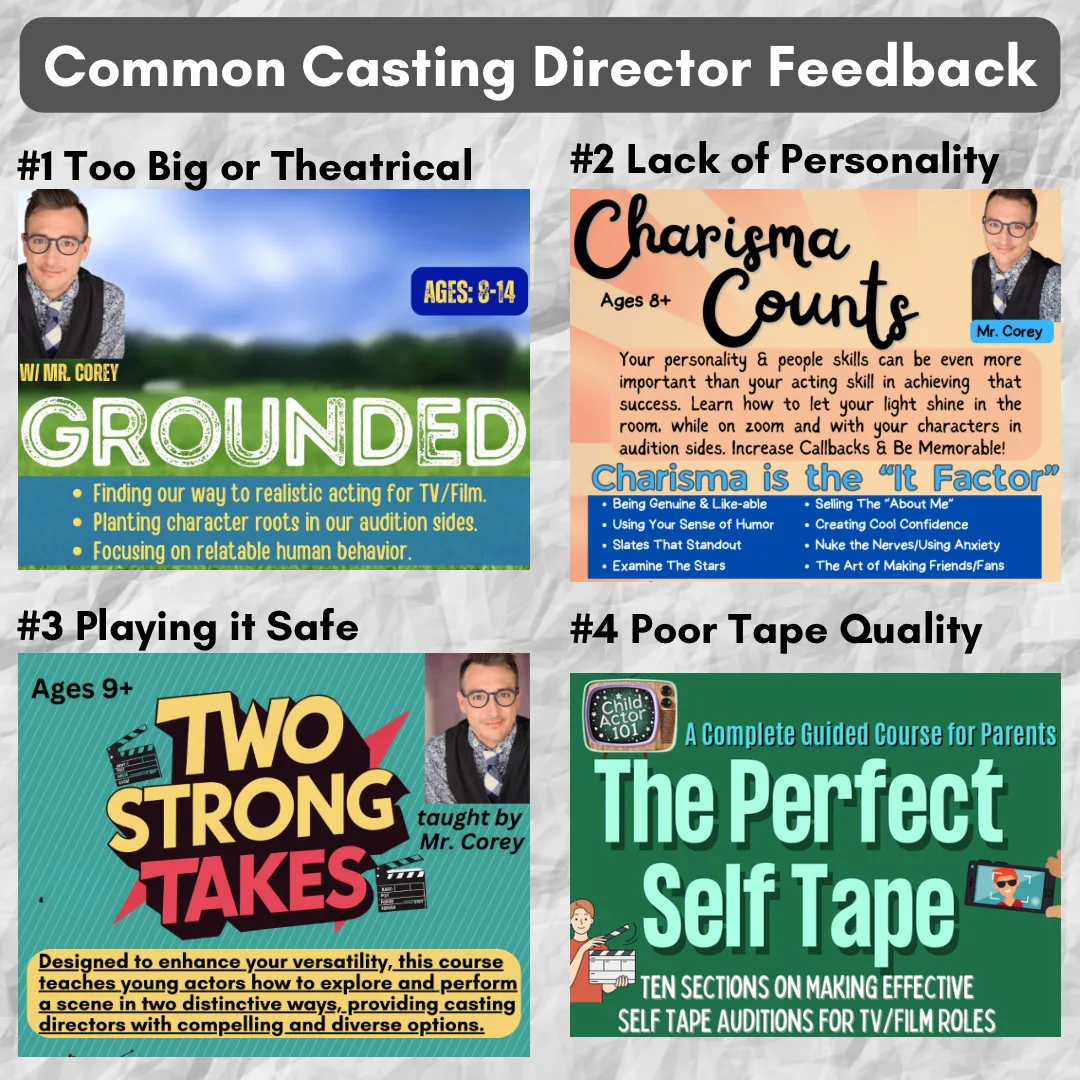 Common Casting Director Feedback
#1 Too Big or Theatrical
AGES: 8-14
W/ MR. COREY
GROUNDED
• Finding our way to realistic acting for TV/Film.
• Planting character roots in our audition sides.
• Focusing on relatable human behavior.
#2 Lack of Personality
Charisma
Counts
Ages 8+
Mr. Corey
Your personality & people skills can be even more
important than your acting skill in achieving that
success. Learn how to let your light shine in the
room, while on zoom and with your characters in
audition sides. Increase Callbacks & Be Memorable!
Charisma is the “It Factor”
• Being Genuine & Like-able
• Using Your Sense of Humor
• Slates That Standout
• Examine The Stars
• Selling The “About Me”
• Creating Cool Confidence
• Nuke the Nerves/Using Anxiety
• The Art of Making Friends/Fans
#3 Playing it Safe
Ages 9+
TWO
STRONG
TAKES
taught by
Mr. Corey
Designed to enhance your versatility, this course
teaches young actors how to explore and perform
a scene in two distinctive ways, providing casting
directors with compelling and diverse options.
#4 Poor Tape Quality
Child
Actor
101
A Complete Guided Course for Parents
The Perfect
Self Tape
TEN SECTIONS ON MAKING EFFECTIVE
SELF TAPE AUDITIONS FOR TV/FILM ROLES